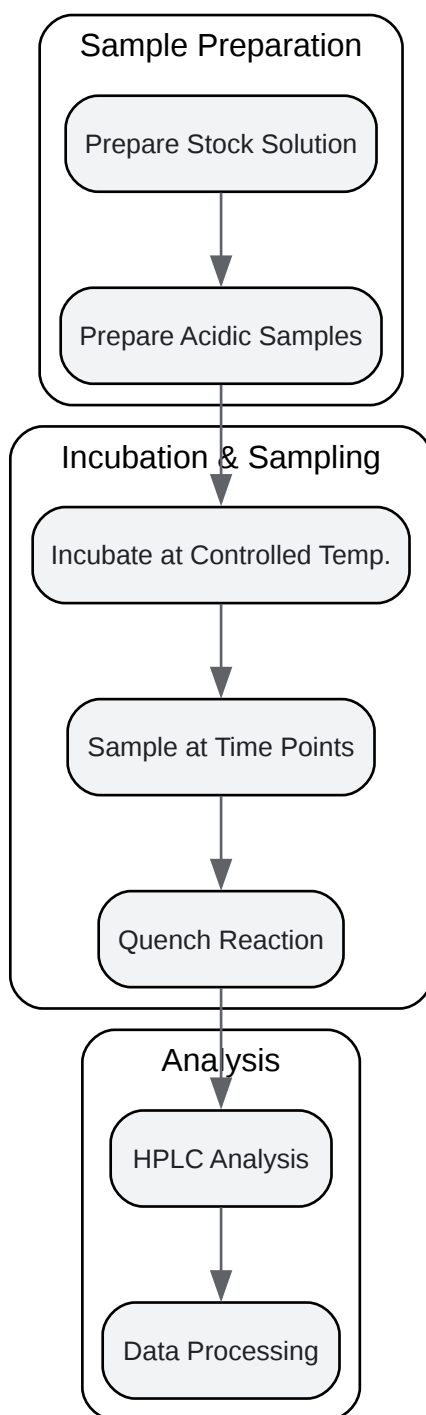 Sample Preparation
Prepare Stock Solution
Prepare Acidic Samples
Incubation & Sampling
Incubate at Controlled Temp.
Sample at Time Points
Quench Reaction
Analysis
HPLC Analysis
Data Processing